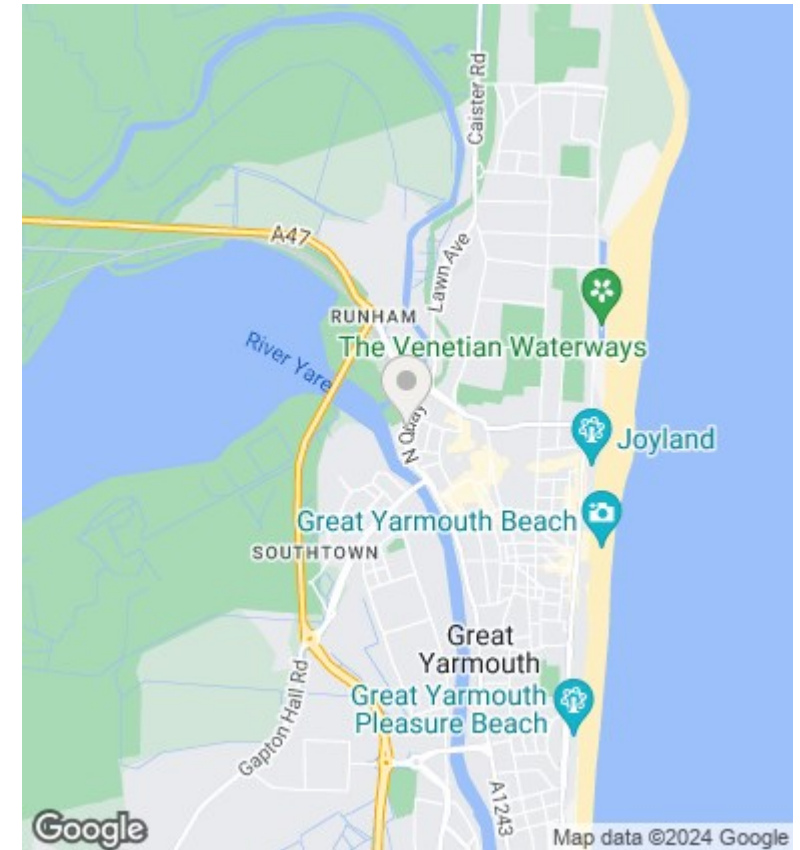 Caister Rd
A47
Lawn Ave
RUNHAM
River Yare
The Venetian Waterways
N Quay
Joyland
Great Yarmouth Beach
SOUTHTOWN
Great
Yarmouth
Great Yarmouth
Pleasure Beach
Gapton Hall Rd
A1243
Google
Map data ©2024 Google